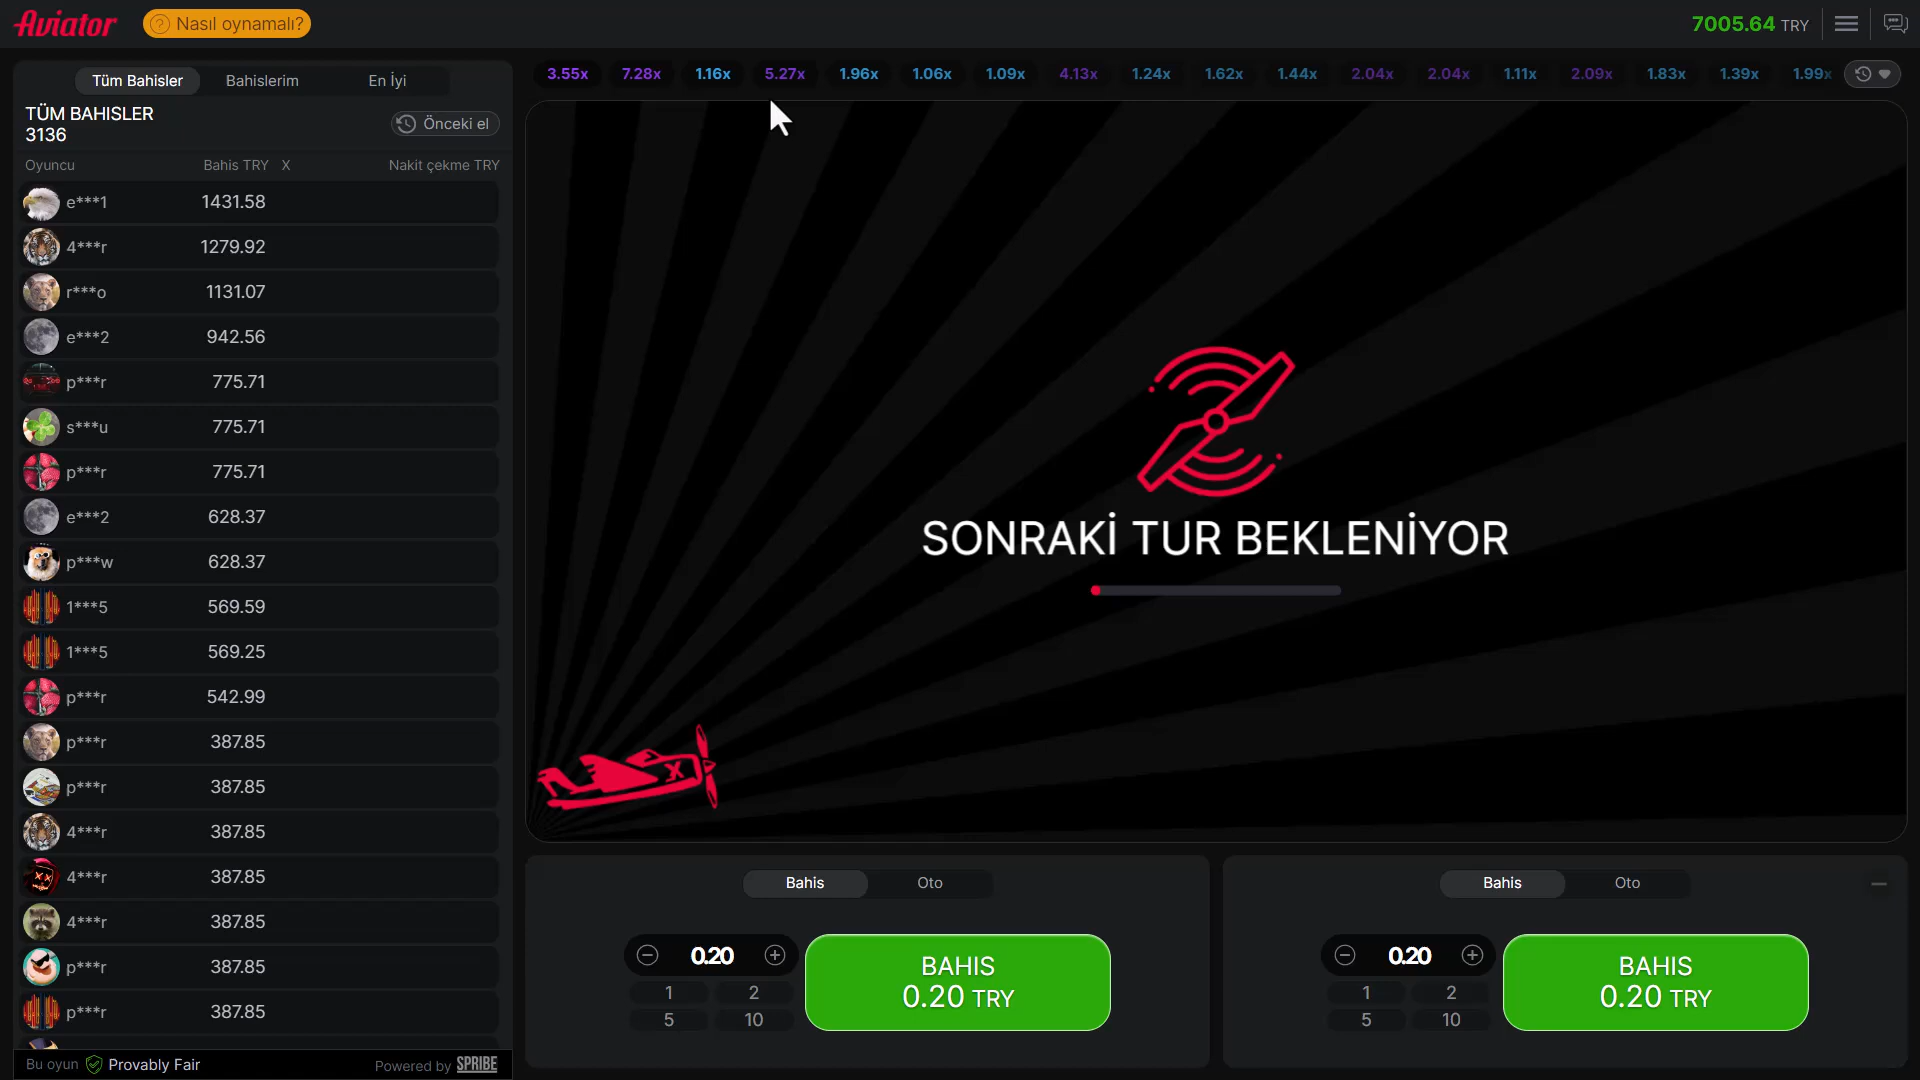 Aviator
Nasıl oynamalı?
7005.64 TRY
Tüm Bahisler Bahislerim En İyi
3.55x 7.28x 1.16x 5.27x 1.96x 1.06x 1.09x 4.13x 1.24x 1.62x 1.44x 2.04x 2.04x 1.11x 2.09x 1.83x 1.39x 1.99x
TÜM BAHISLER
3136
Önceki el
Oyuncu Bahis TRY X Nakit çekme TRY
e***1 1431.58
4***r 1279.92
r***o 1131.07
e***2 942.56
p***r 775.71
s***u 775.71
p***r 775.71
e***2 628.37
p***w 628.37
1***5 569.59
1***5 569.25
p***r 542.99
p***r 387.85
p***r 387.85
4***r 387.85
4***r 387.85
4***r 387.85
p***r 387.85
p***r 387.85
Bu oyun Provably Fair
Powered by SPRIBE
SONRAKİ TUR BEKLENİYOR
Bahis Oto
0.20
1 2
5 10
BAHIS
0.20 TRY
Bahis Oto
0.20
1 2
5 10
BAHIS
0.20 TRY